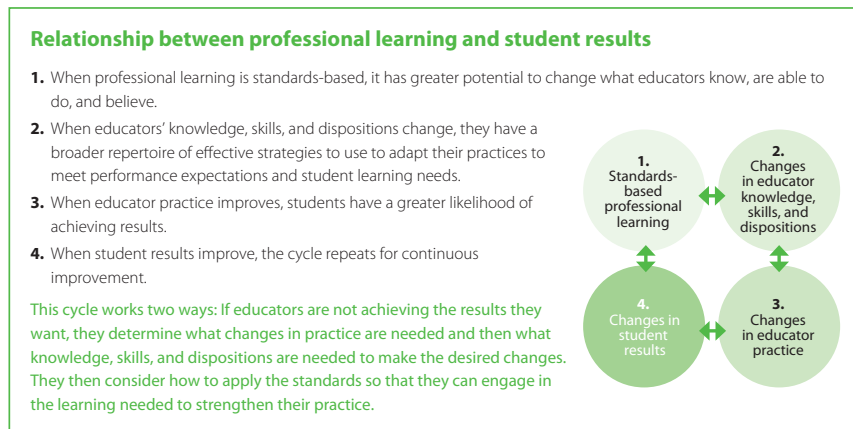 Relationship between professional learning and student results
1. When professional learning is standards-based, it has greater potential to change what educators know, are able to
do, and believe.
2. When educators’ knowledge, skills, and dispositions change, they have a
broader repertoire of effective strategies to use to adapt their practices to
meet performance expectations and student learning needs.
3. When educator practice improves, students have a greater likelihood of
achieving results.
4. When student results improve, the cycle repeats for continuous
improvement.
This cycle works two ways: If educators are not achieving the results they
want, they determine what changes in practice are needed and then what
knowledge, skills, and dispositions are needed to make the desired changes.
They then consider how to apply the standards so that they can engage in
the learning needed to strengthen their practice.
1.
Standards-
based
professional
learning
2.
Changes
in educator
knowledge,
skills, and
dispositions
4.
Changes in
student
results
3.
Changes
in educator
practice